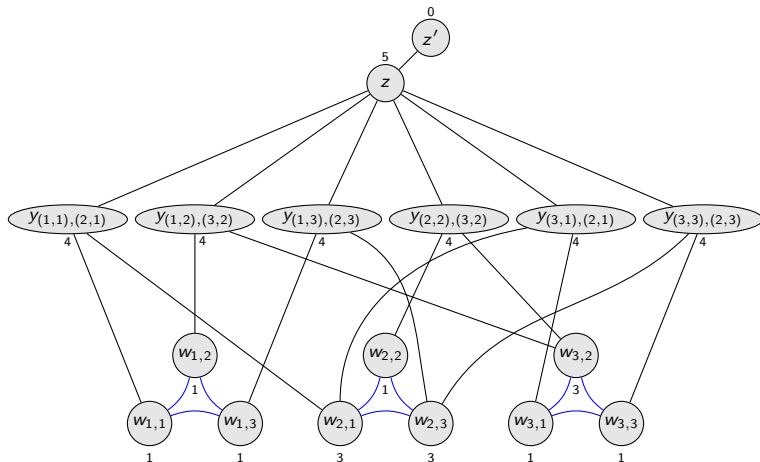 0
z′
5
z
y(1,1),(2,1) y(1,2),(3,2) y(1,3),(2,3) y(2,2),(3,2) y(3,1),(2,1) y(3,3),(2,3)
4 4 4 4 4 4
w1,2 w2,2 w3,2
1 1 3
w1,1 w1,3 w2,1 w2,3 w3,1 w3,3
1 1 3 3 1 1